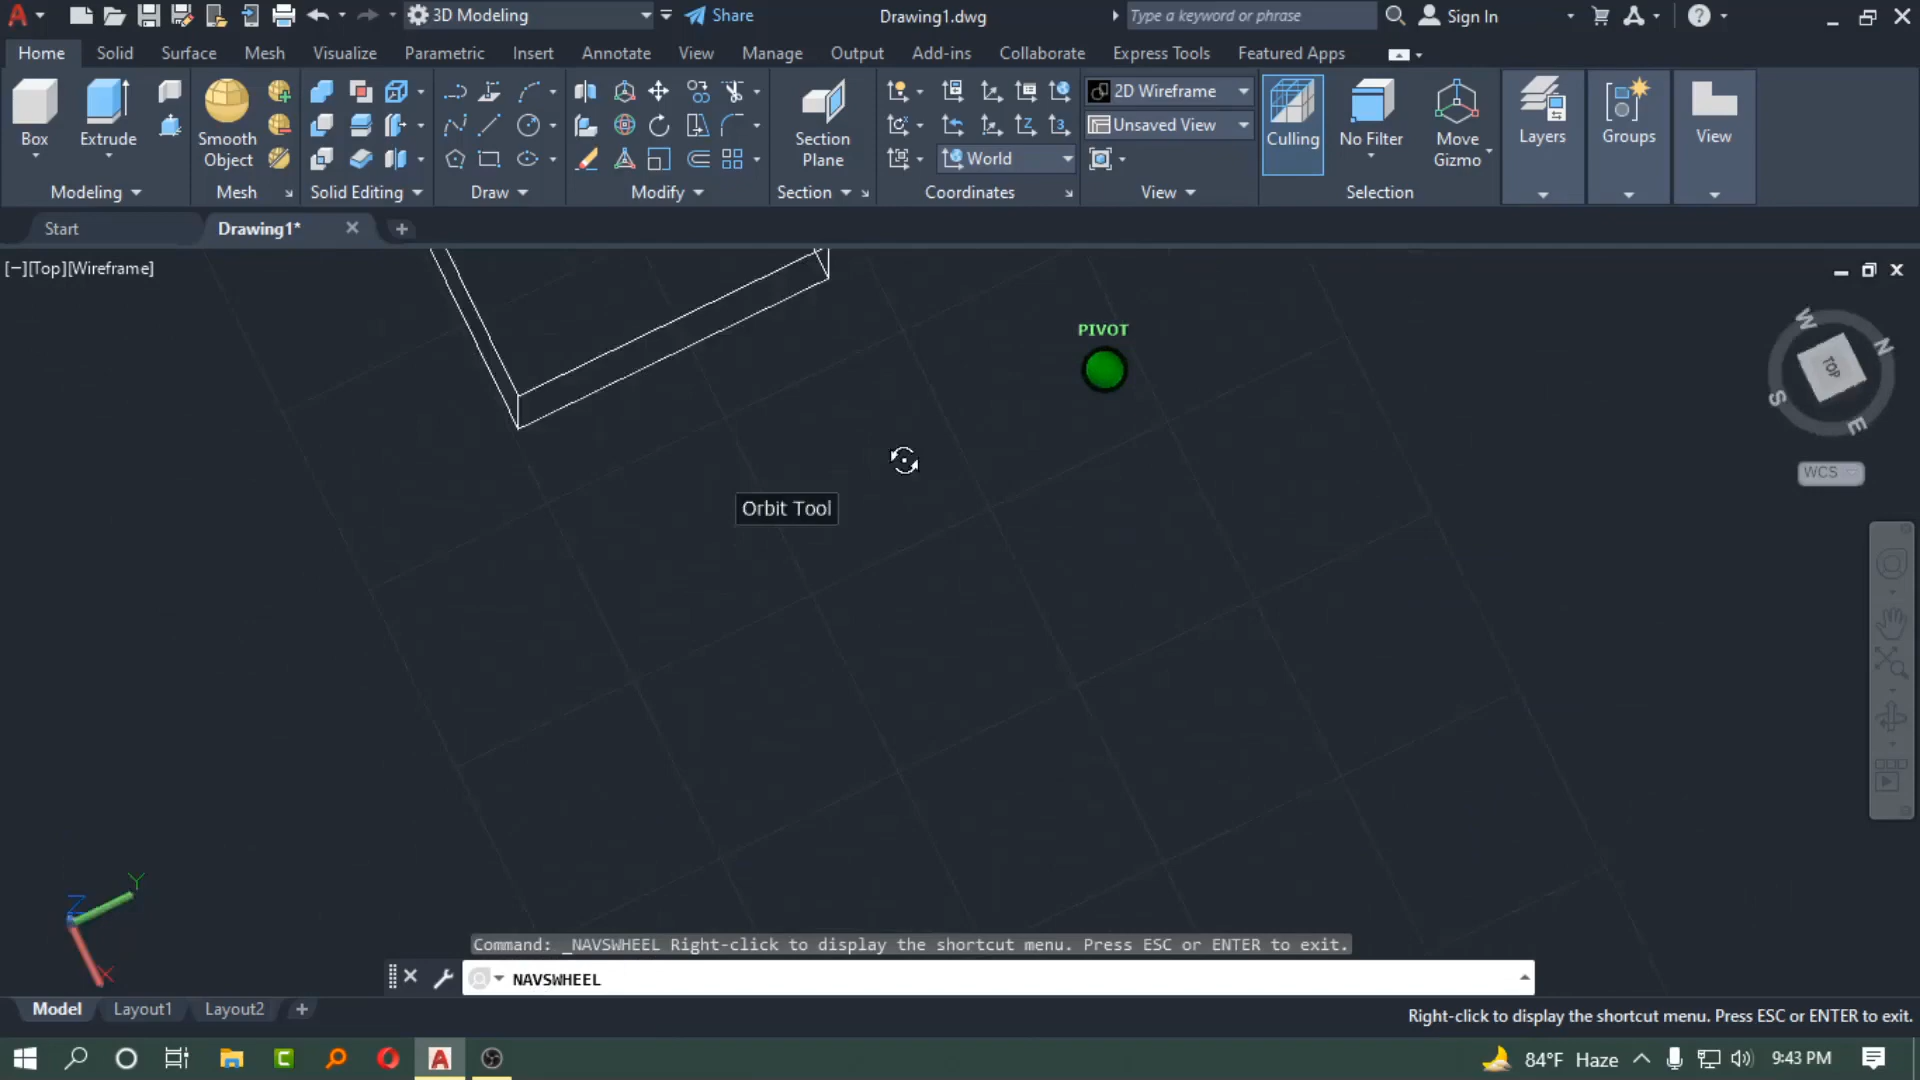 3D Modeling
Share
Drawing1.dwg
Type a keyword or phrase
Sign In
Home
Solid
Surface
Mesh
Visualize
Parametric
Insert
Annotate
View
Manage
Output
Add-ins
Collaborate
Express Tools
Featured Apps
Box
Extrude
Smooth
Object
Section
Plane
2D Wireframe
Unsaved View
World
Culling
No Filter
Move
Gizmo
Layers
Groups
View
Modeling
Mesh
Solid Editing
Draw
Modify
Section
Coordinates
View
Selection
Start
Drawing1*
[−][Top][Wireframe]
PIVOT
W
N
TOP
S
E
WCS
Orbit Tool
Y
Z
X
Command: _NAVSWHEEL Right-click to display the shortcut menu. Press ESC or ENTER to exit.
NAVSWHEEL
Model
Layout1
Layout2
Right-click to display the shortcut menu. Press ESC or ENTER to exit.
84°F Haze
9:43 PM